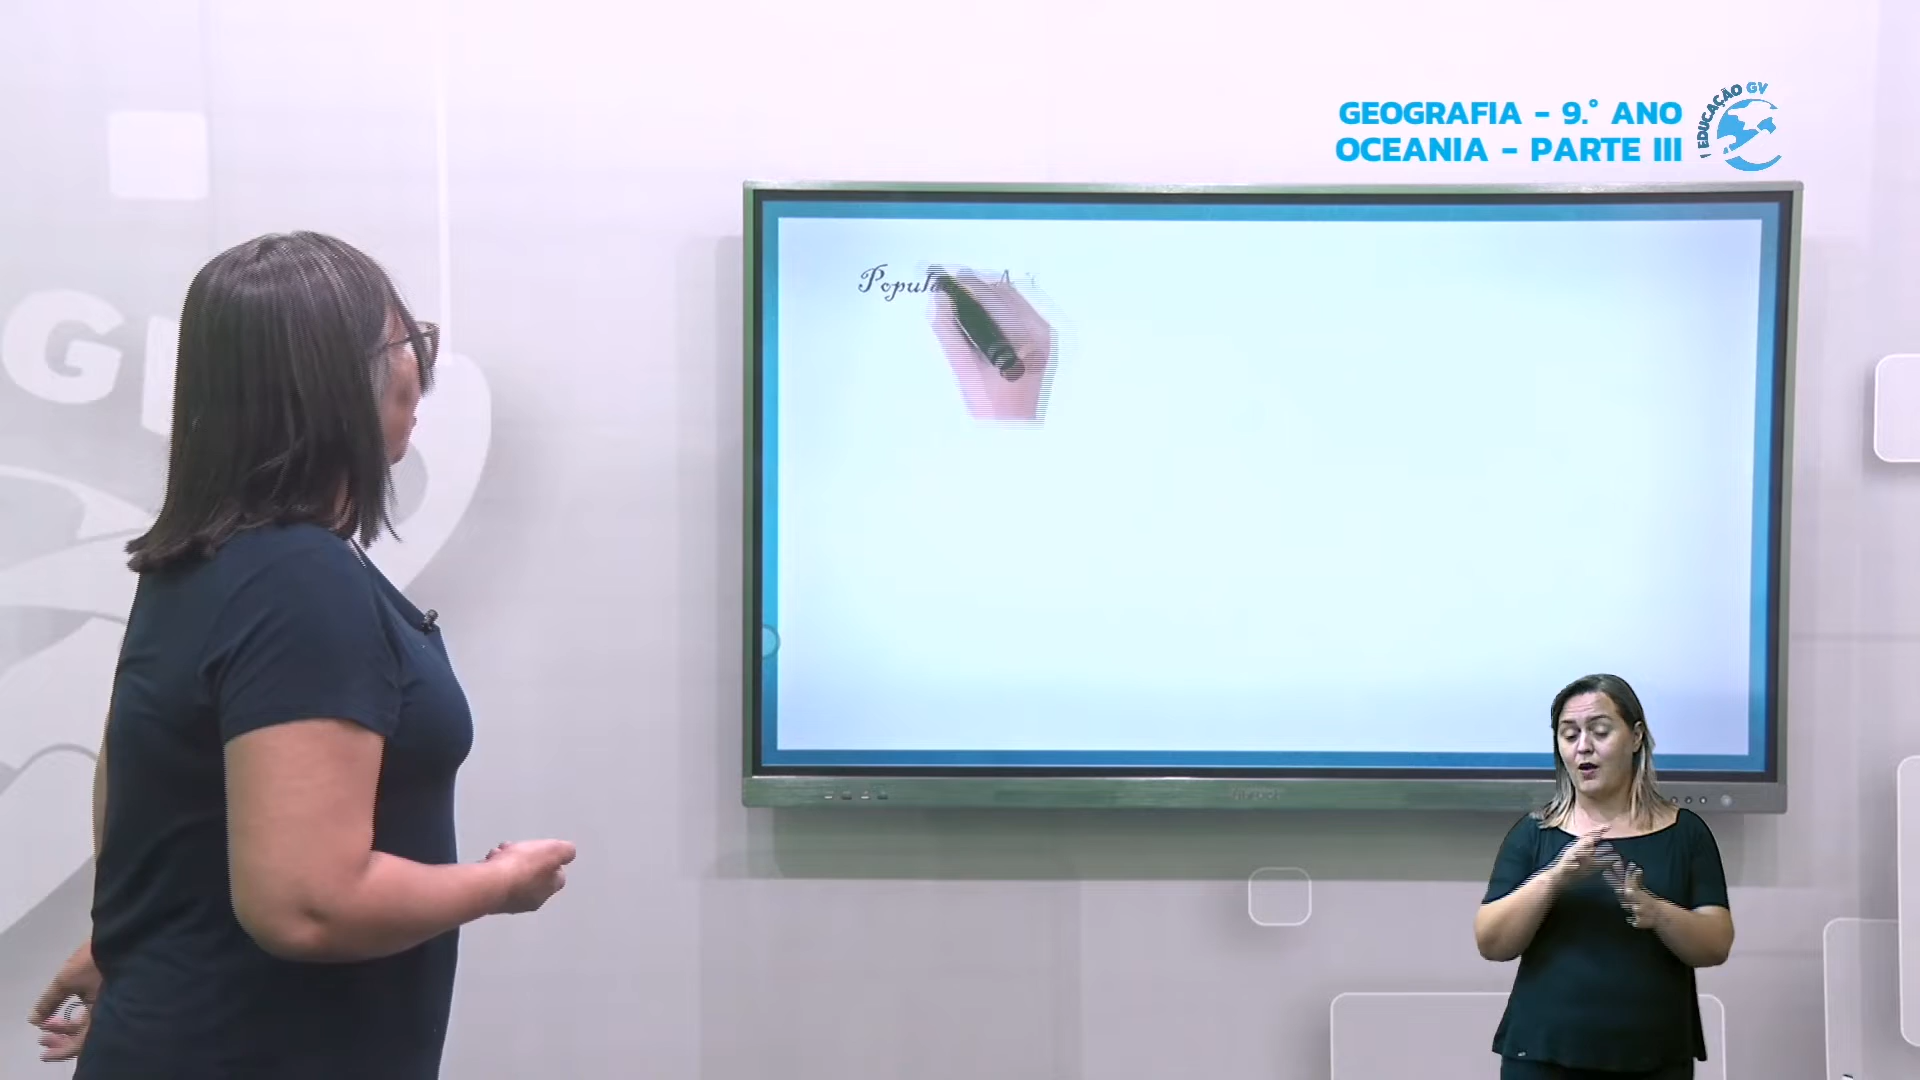 GEOGRAFIA - 9.° ANO
OCEANIA - PARTE III
EDUCAÇÃO GV